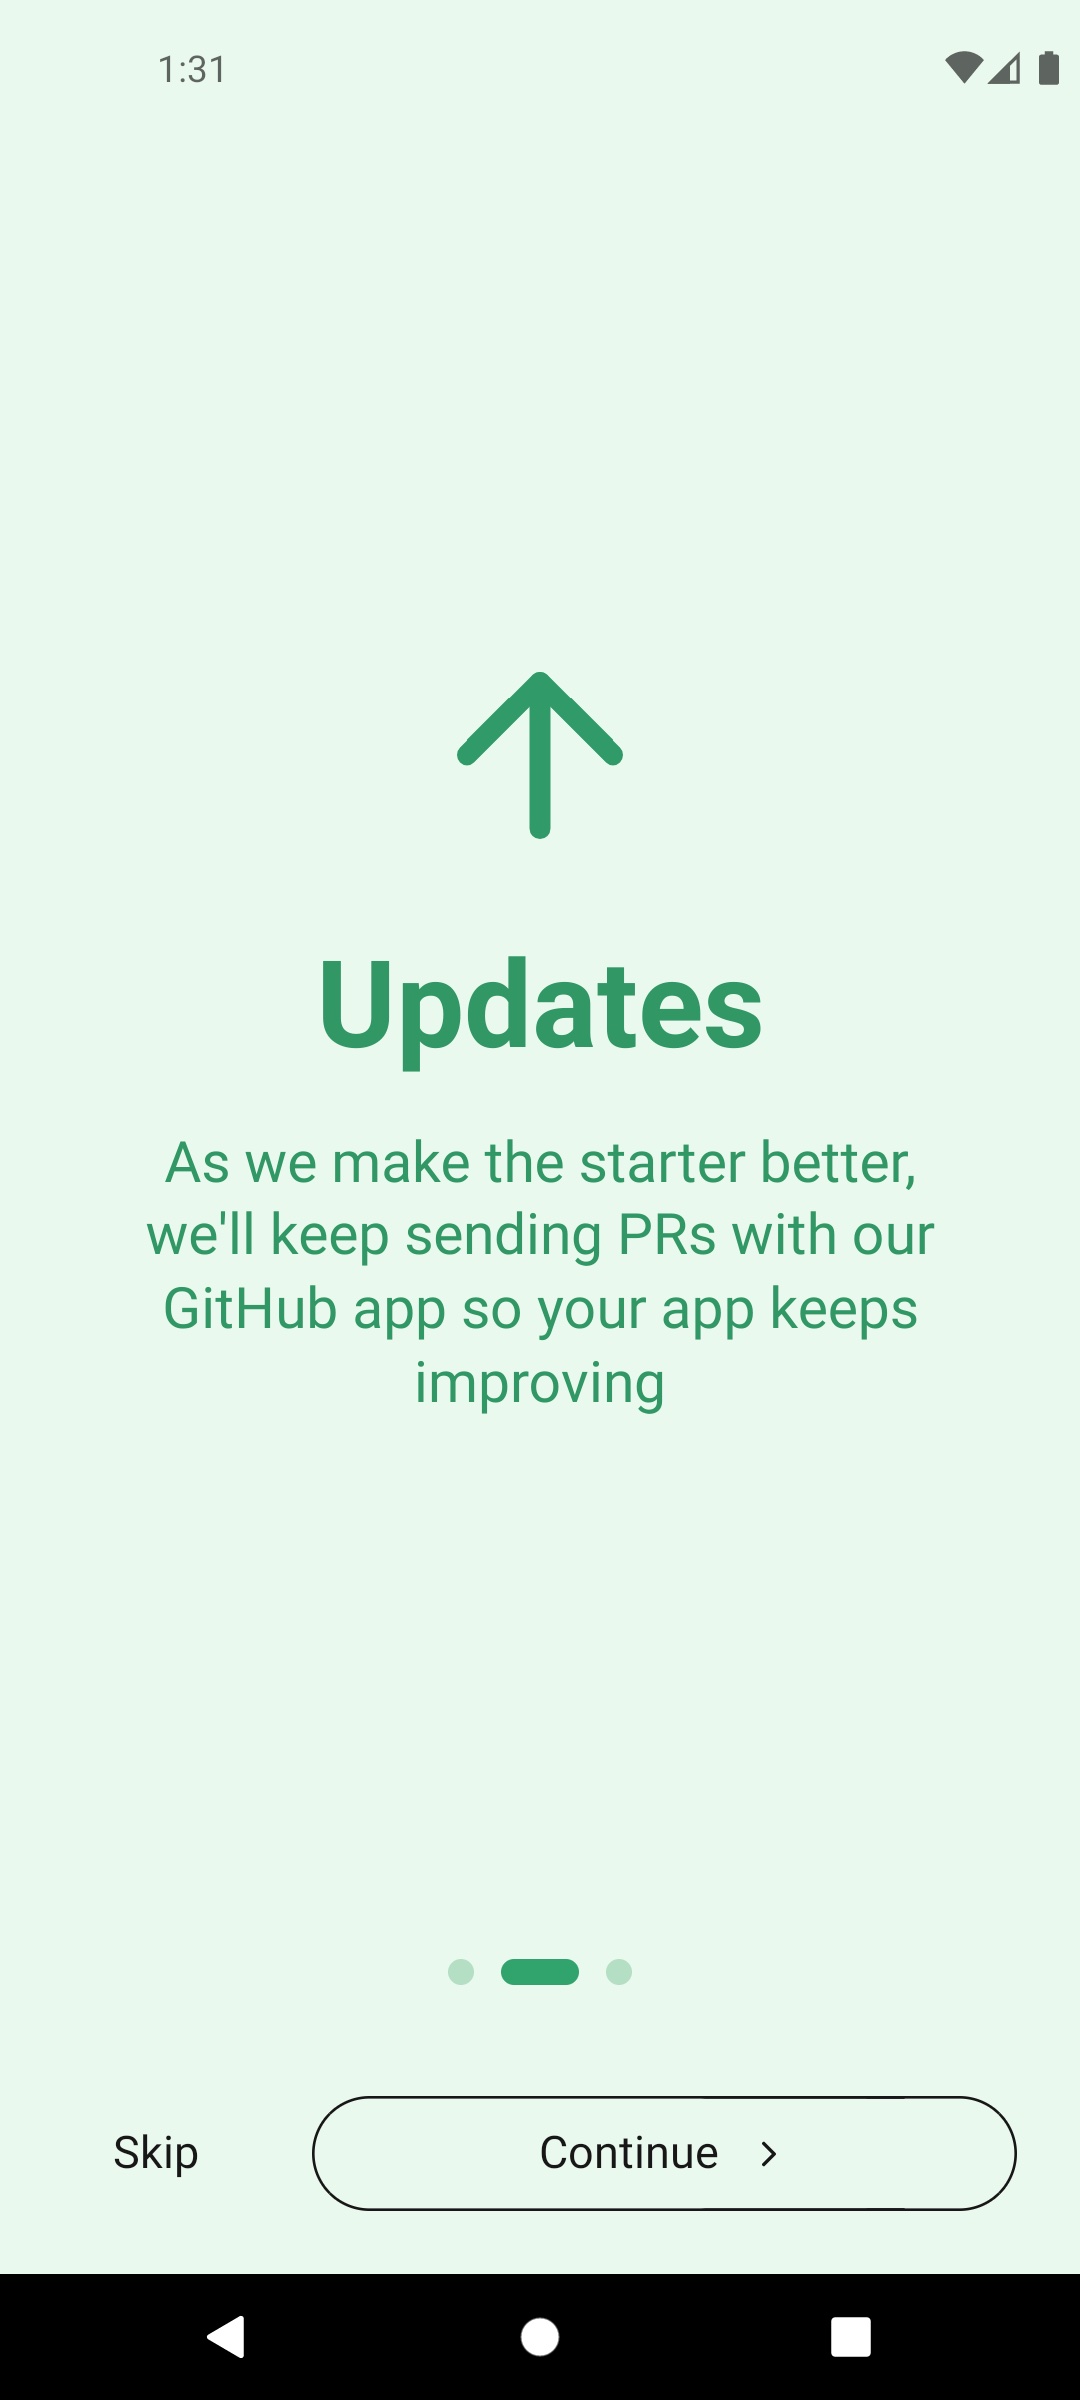 1:31
Updates
As we make the starter better,
we'll keep sending PRs with our
GitHub app so your app keeps
improving
Skip
Continue